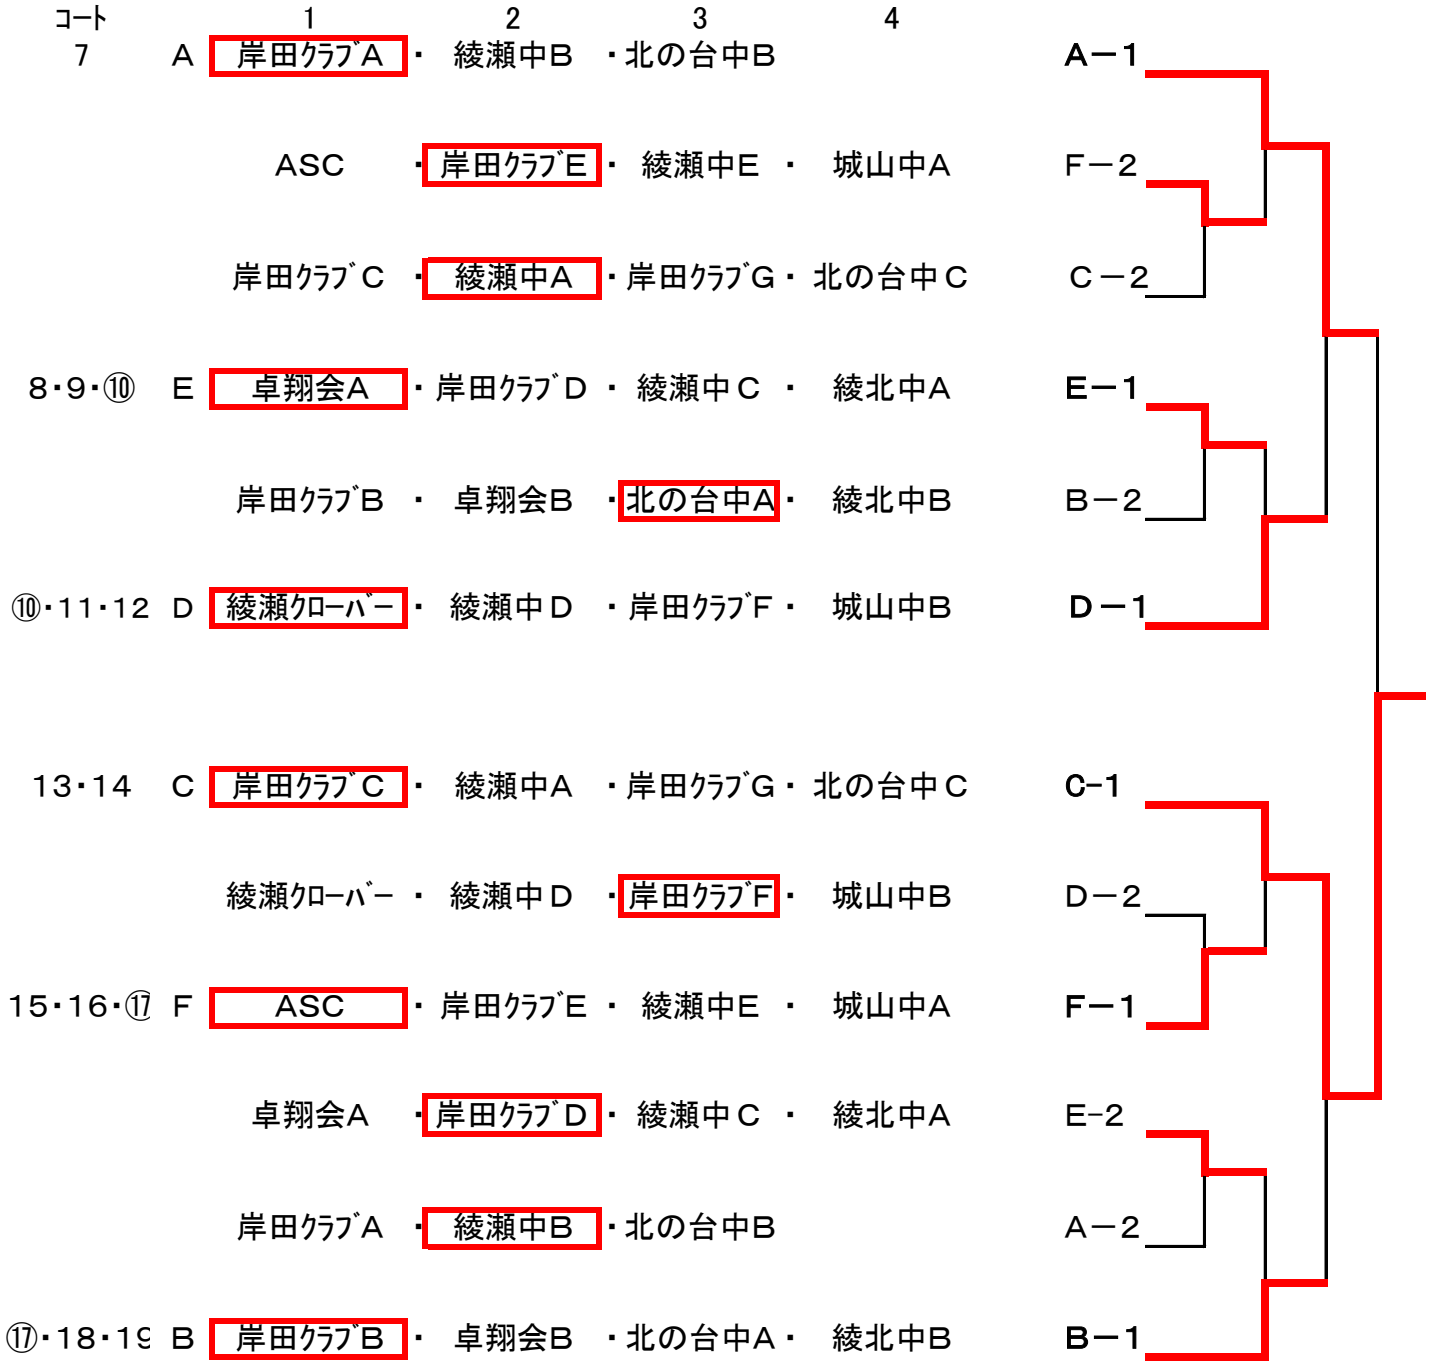 コート 1 2 3 4
7 A 岸田クラブA ・ 綾瀬中B ・北の台中B A－1
ASC ・ 岸田クラブE ・ 綾瀬中E ・ 城山中A F－2
岸田クラブC ・ 綾瀬中A ・岸田クラブG・ 北の台中C C－2
8・9・⑩ E 卓翔会A ・ 岸田クラブD ・ 綾瀬中C ・ 綾北中A E－1
岸田クラブB ・ 卓翔会B ・北の台中A・ 綾北中B B－2
⑩・11・12 D 綾瀬クローバー ・ 綾瀬中D ・岸田クラブF・ 城山中B D－1
13・14 C 岸田クラブC ・ 綾瀬中A ・岸田クラブG・ 北の台中C C-1
綾瀬クローバー ・ 綾瀬中D ・岸田クラブF・ 城山中B D－2
15・16・⑰ F ASC ・ 岸田クラブE ・ 綾瀬中E ・ 城山中A F－1
卓翔会A ・ 岸田クラブD ・ 綾瀬中C ・ 綾北中A E-2
岸田クラブA ・ 綾瀬中B ・北の台中B A－2
⑰・18・19 B 岸田クラブB ・ 卓翔会B ・北の台中A・ 綾北中B B－1